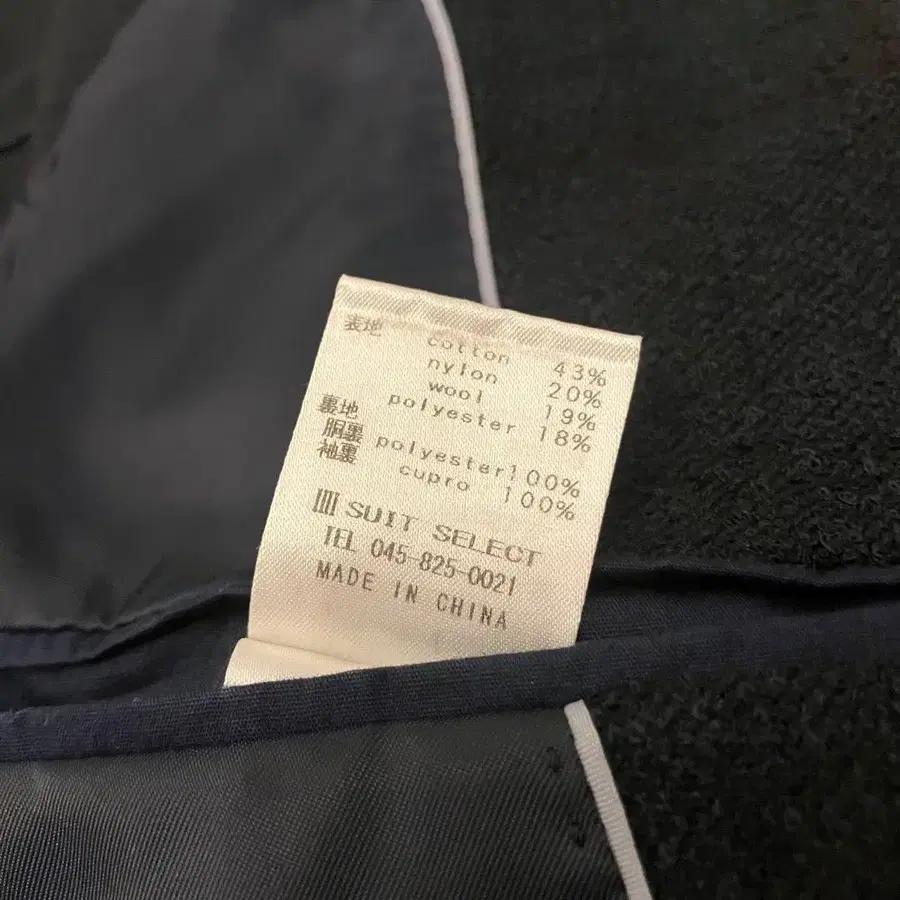 表地
cotton 43%
nylon 20%
wool 19%
polyester 18%
裏地
胴裏 polyester100%
袖裏 cupro 100%
SUIT SELECT
TEL 045-825-0021
MADE IN CHINA